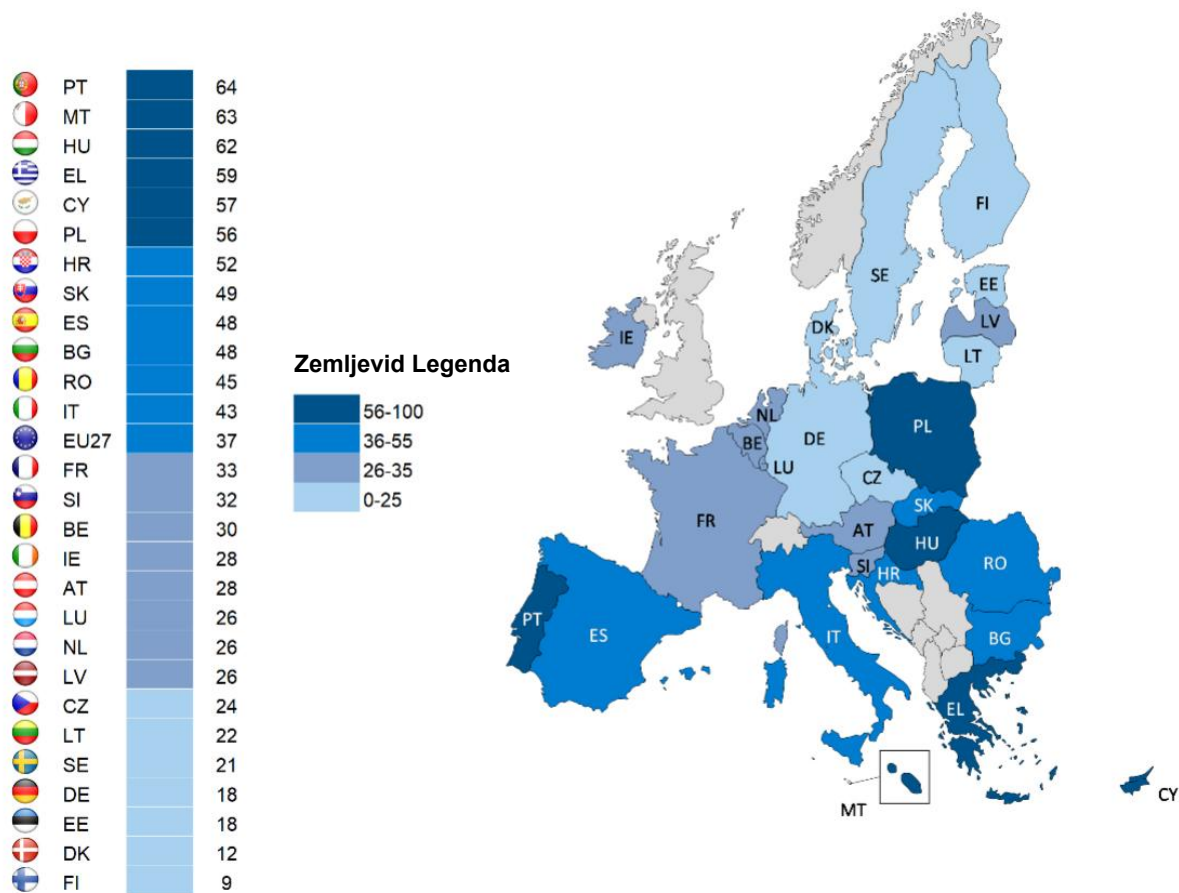 PT 64
MT 63
HU 62
EL 59
CY 57
PL 56
HR 52
SK 49
ES 48
BG 48
RO 45
IT 43
EU27 37
FR 33
SI 32
BE 30
IE 28
AT 28
LU 26
NL 26
LV 26
CZ 24
LT 22
SE 21
DE 18
EE 18
DK 12
FI 9
Zemljevid Legenda
56-100
36-55
26-35
0-25
FI
SE
EE
LV
LT
DK
IE
NL
BE
LU
DE
PL
CZ
SK
FR
AT
HU
SI
HR
RO
PT
ES
IT
BG
EL
MT
CY